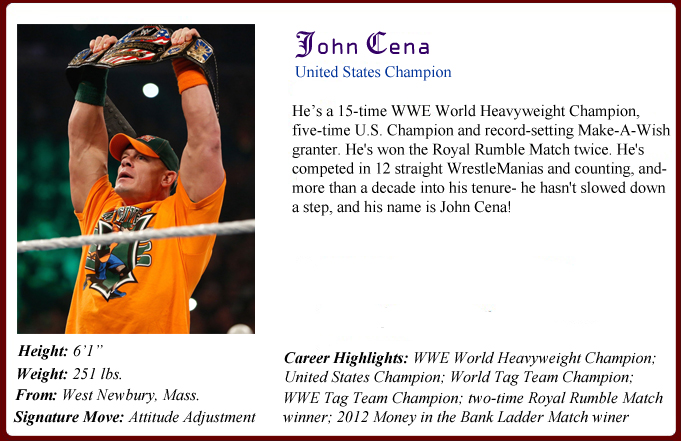 John Cena
United States Champion
He's a 15-time WWE World Heavyweight Champion,
five-time U.S. Champion and record-setting Make-A-Wish
granter. He's won the Royal Rumble Match twice. He's
competed in 12 straight WrestleManias and counting, and-
more than a decade into his tenure- he hasn't slowed down
a step, and his name is John Cena!
Height: 6'1”
Weight: 251 lbs.
From: West Newbury, Mass.
Signature Move: Attitude Adjustment
Career Highlights: WWE World Heavyweight Champion;
United States Champion; World Tag Team Champion;
WWE Tag Team Champion; two-time Royal Rumble Match
winner; 2012 Money in the Bank Ladder Match winer